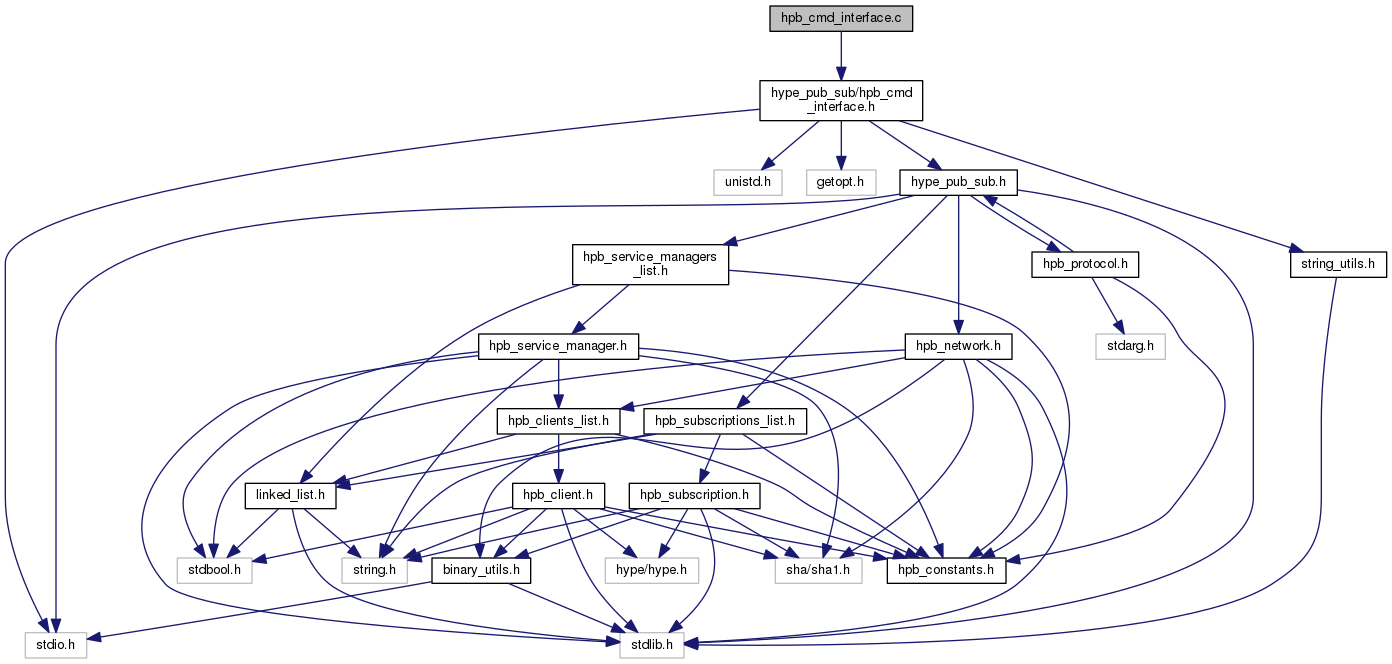 hpb_cmd_interface.c
hype_pub_sub/hpb_cmd
_interface.h
unistd.h
getopt.h
hype_pub_sub.h
hpb_service_managers
_list.h
hpb_protocol.h
string_utils.h
hpb_service_manager.h
hpb_network.h
stdarg.h
hpb_clients_list.h
hpb_subscriptions_list.h
linked_list.h
hpb_client.h
hpb_subscription.h
stdbool.h
string.h
binary_utils.h
hype/hype.h
sha/sha1.h
hpb_constants.h
stdio.h
stdlib.h